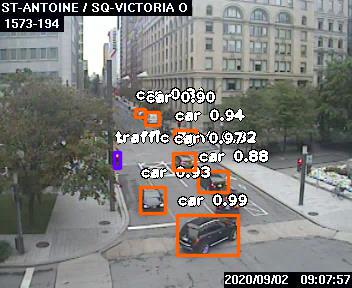 ST-ANTOINE / SQ-VICTORIA O
1573-194
car 0.90
car 0.94
traffic
car 0.97
car 0.88
car 0.93
car 0.99
2020/09/02 09:07:57